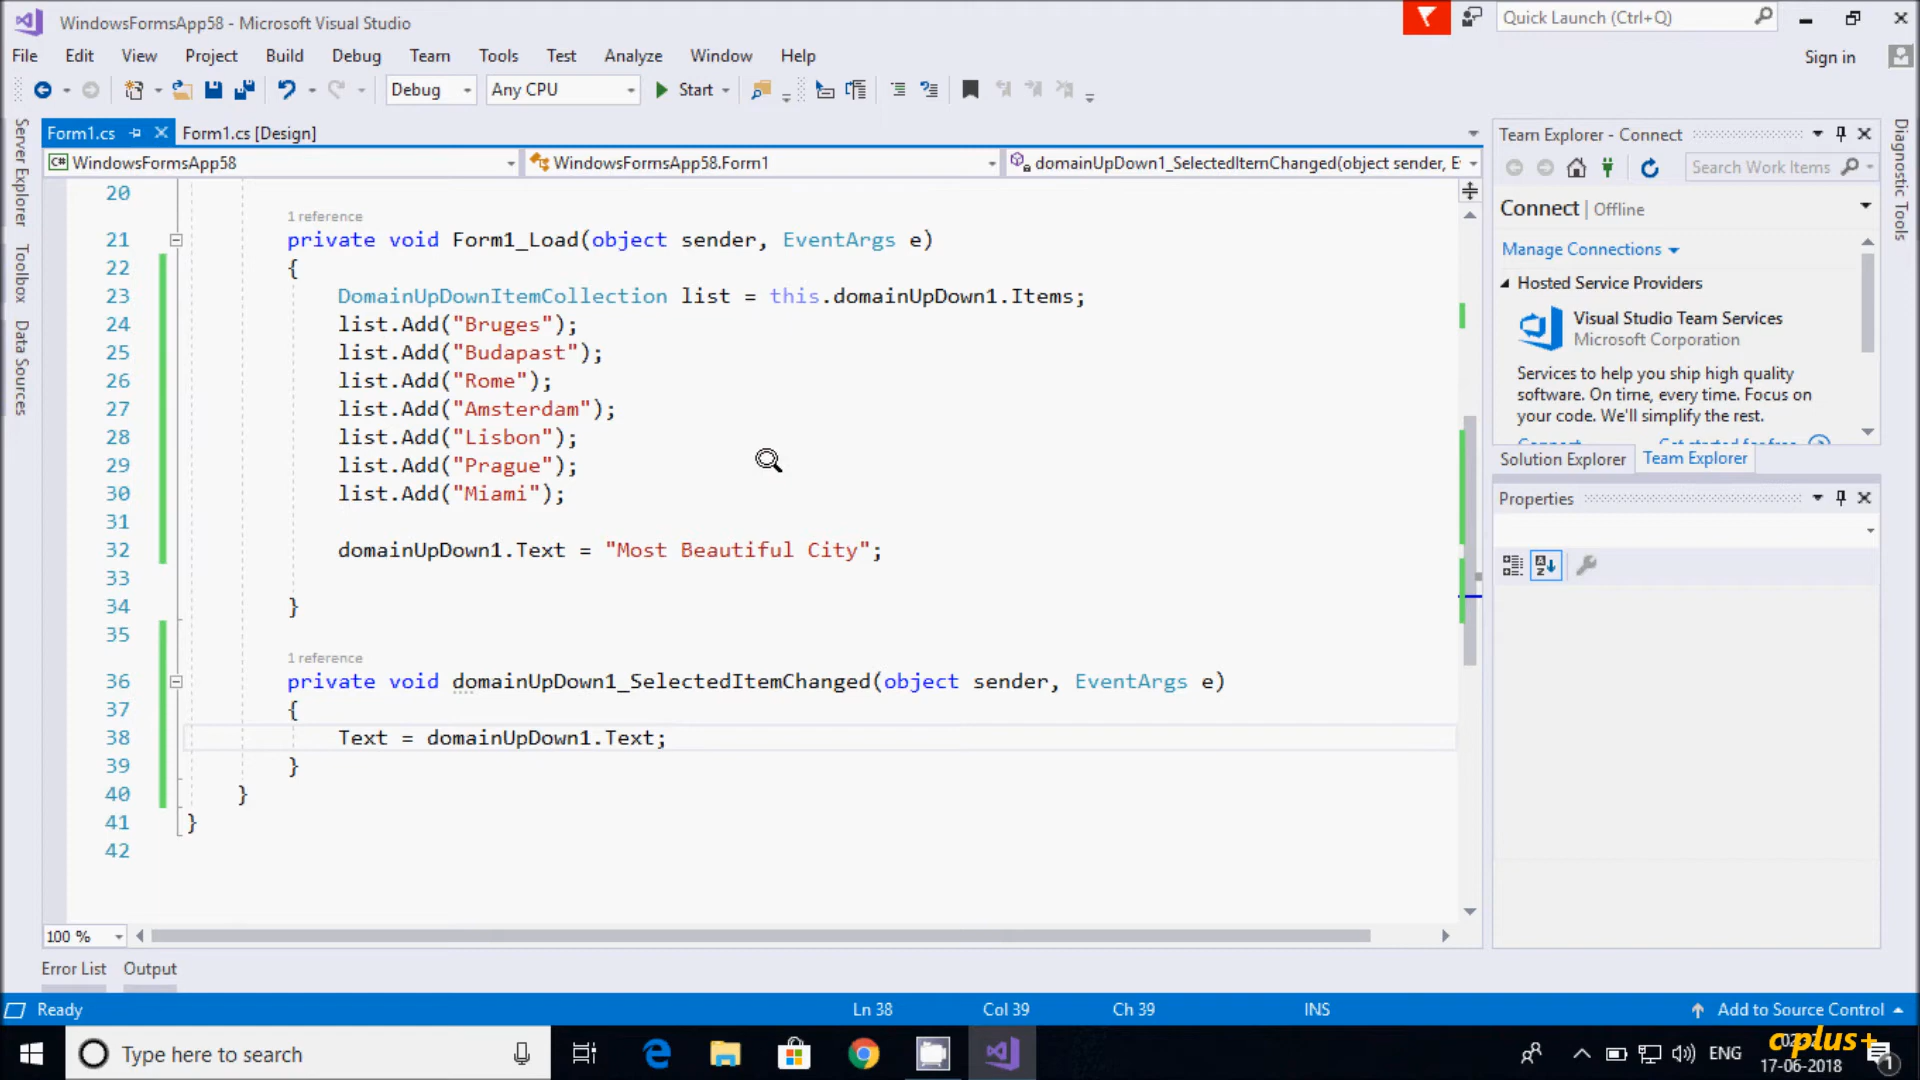 WindowsFormsApp58 - Microsoft Visual Studio
Quick Launch (Ctrl+Q)
File Edit View Project Build Debug Team Tools Test Analyze Window Help
Sign in
Debug Any CPU Start
Form1.cs Form1.cs [Design]
WindowsFormsApp58 WindowsFormsApp58.Form1 domainUpDown1_SelectedItemChanged(object sender, E
Server Explorer
Toolbox
Data Sources
20
1 reference
21 private void Form1_Load(object sender, EventArgs e)
22 {
23 DomainUpDownItemCollection list = this.domainUpDown1.Items;
24 list.Add("Bruges");
25 list.Add("Budapast");
26 list.Add("Rome");
27 list.Add("Amsterdam");
28 list.Add("Lisbon");
29 list.Add("Prague");
30 list.Add("Miami");
31
32 domainUpDown1.Text = "Most Beautiful City";
33
34 }
35
1 reference
36 private void domainUpDown1_SelectedItemChanged(object sender, EventArgs e)
37 {
38 Text = domainUpDown1.Text;
39 }
40 }
41 }
42
100 %
Error List Output
Team Explorer - Connect
Search Work Items
Connect | Offline
Manage Connections
Hosted Service Providers
Visual Studio Team Services
Microsoft Corporation
Services to help you ship high quality
software. On time, every time. Focus on
your code. We'll simplify the rest.
Solution Explorer Team Explorer
Properties
Diagnostic Tools
Ready Ln 38 Col 39 Ch 39 INS Add to Source Control
Type here to search
ENG
cplus+
17-06-2018
1